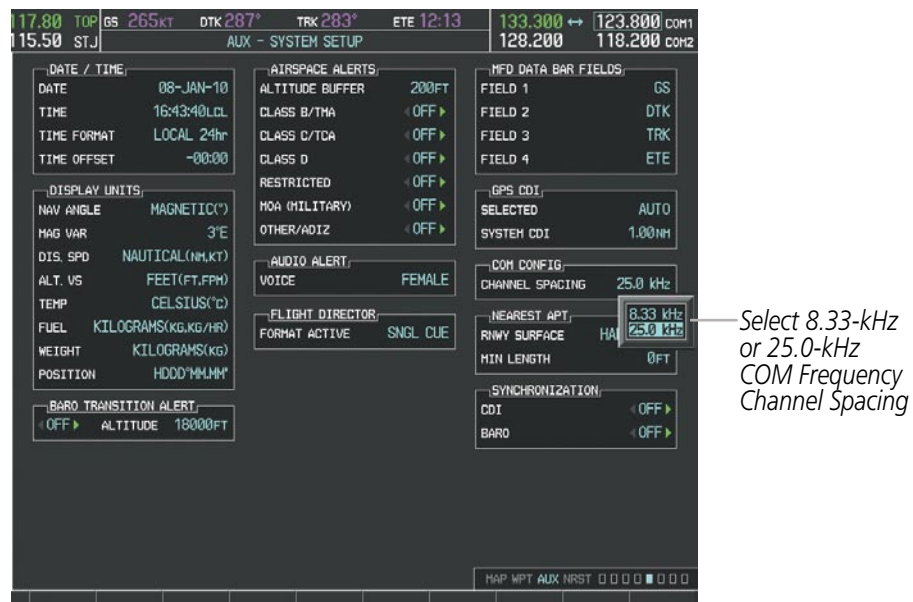 117.80 TOP GS 265KT DTK 287° TRK 283° ETE 12:13 133.300 ↔ 123.800 COM1
115.50 STJ AUX - SYSTEM SETUP 128.200 118.200 COM2
DATE / TIME
DATE 08-JAN-10
TIME 16:43:40LCL
TIME FORMAT LOCAL 24hr
TIME OFFSET -00:00
DISPLAY UNITS
NAV ANGLE MAGNETIC(°)
MAG VAR 3°E
DIS, SPD NAUTICAL(NM,KT)
ALT, VS FEET(FT,FPM)
TEMP CELSIUS(°C)
FUEL KILOGRAMS(KG,KG/HR)
WEIGHT KILOGRAMS(KG)
POSITION HDDD°MM.MM'
BARO TRANSITION ALERT
OFF ALTITUDE 18000FT
AIRSPACE ALERTS
ALTITUDE BUFFER 200FT
CLASS B/TMA OFF
CLASS C/TCA OFF
CLASS D OFF
RESTRICTED OFF
MOA (MILITARY) OFF
OTHER/ADIZ OFF
AUDIO ALERT
VOICE FEMALE
FLIGHT DIRECTOR
FORMAT ACTIVE SNGL CUE
MFD DATA BAR FIELDS
FIELD 1 GS
FIELD 2 DTK
FIELD 3 TRK
FIELD 4 ETE
GPS CDI
SELECTED AUTO
SYSTEM CDI 1.00NM
COM CONFIG
CHANNEL SPACING 25.0 kHz
8.33 kHz
25.0 kHz
NEAREST APT
RNWY SURFACE HA
MIN LENGTH 0FT
SYNCHRONIZATION
CDI OFF
BARO OFF
MAP WPT AUX NRST
Select 8.33-kHz
or 25.0-kHz
COM Frequency
Channel Spacing